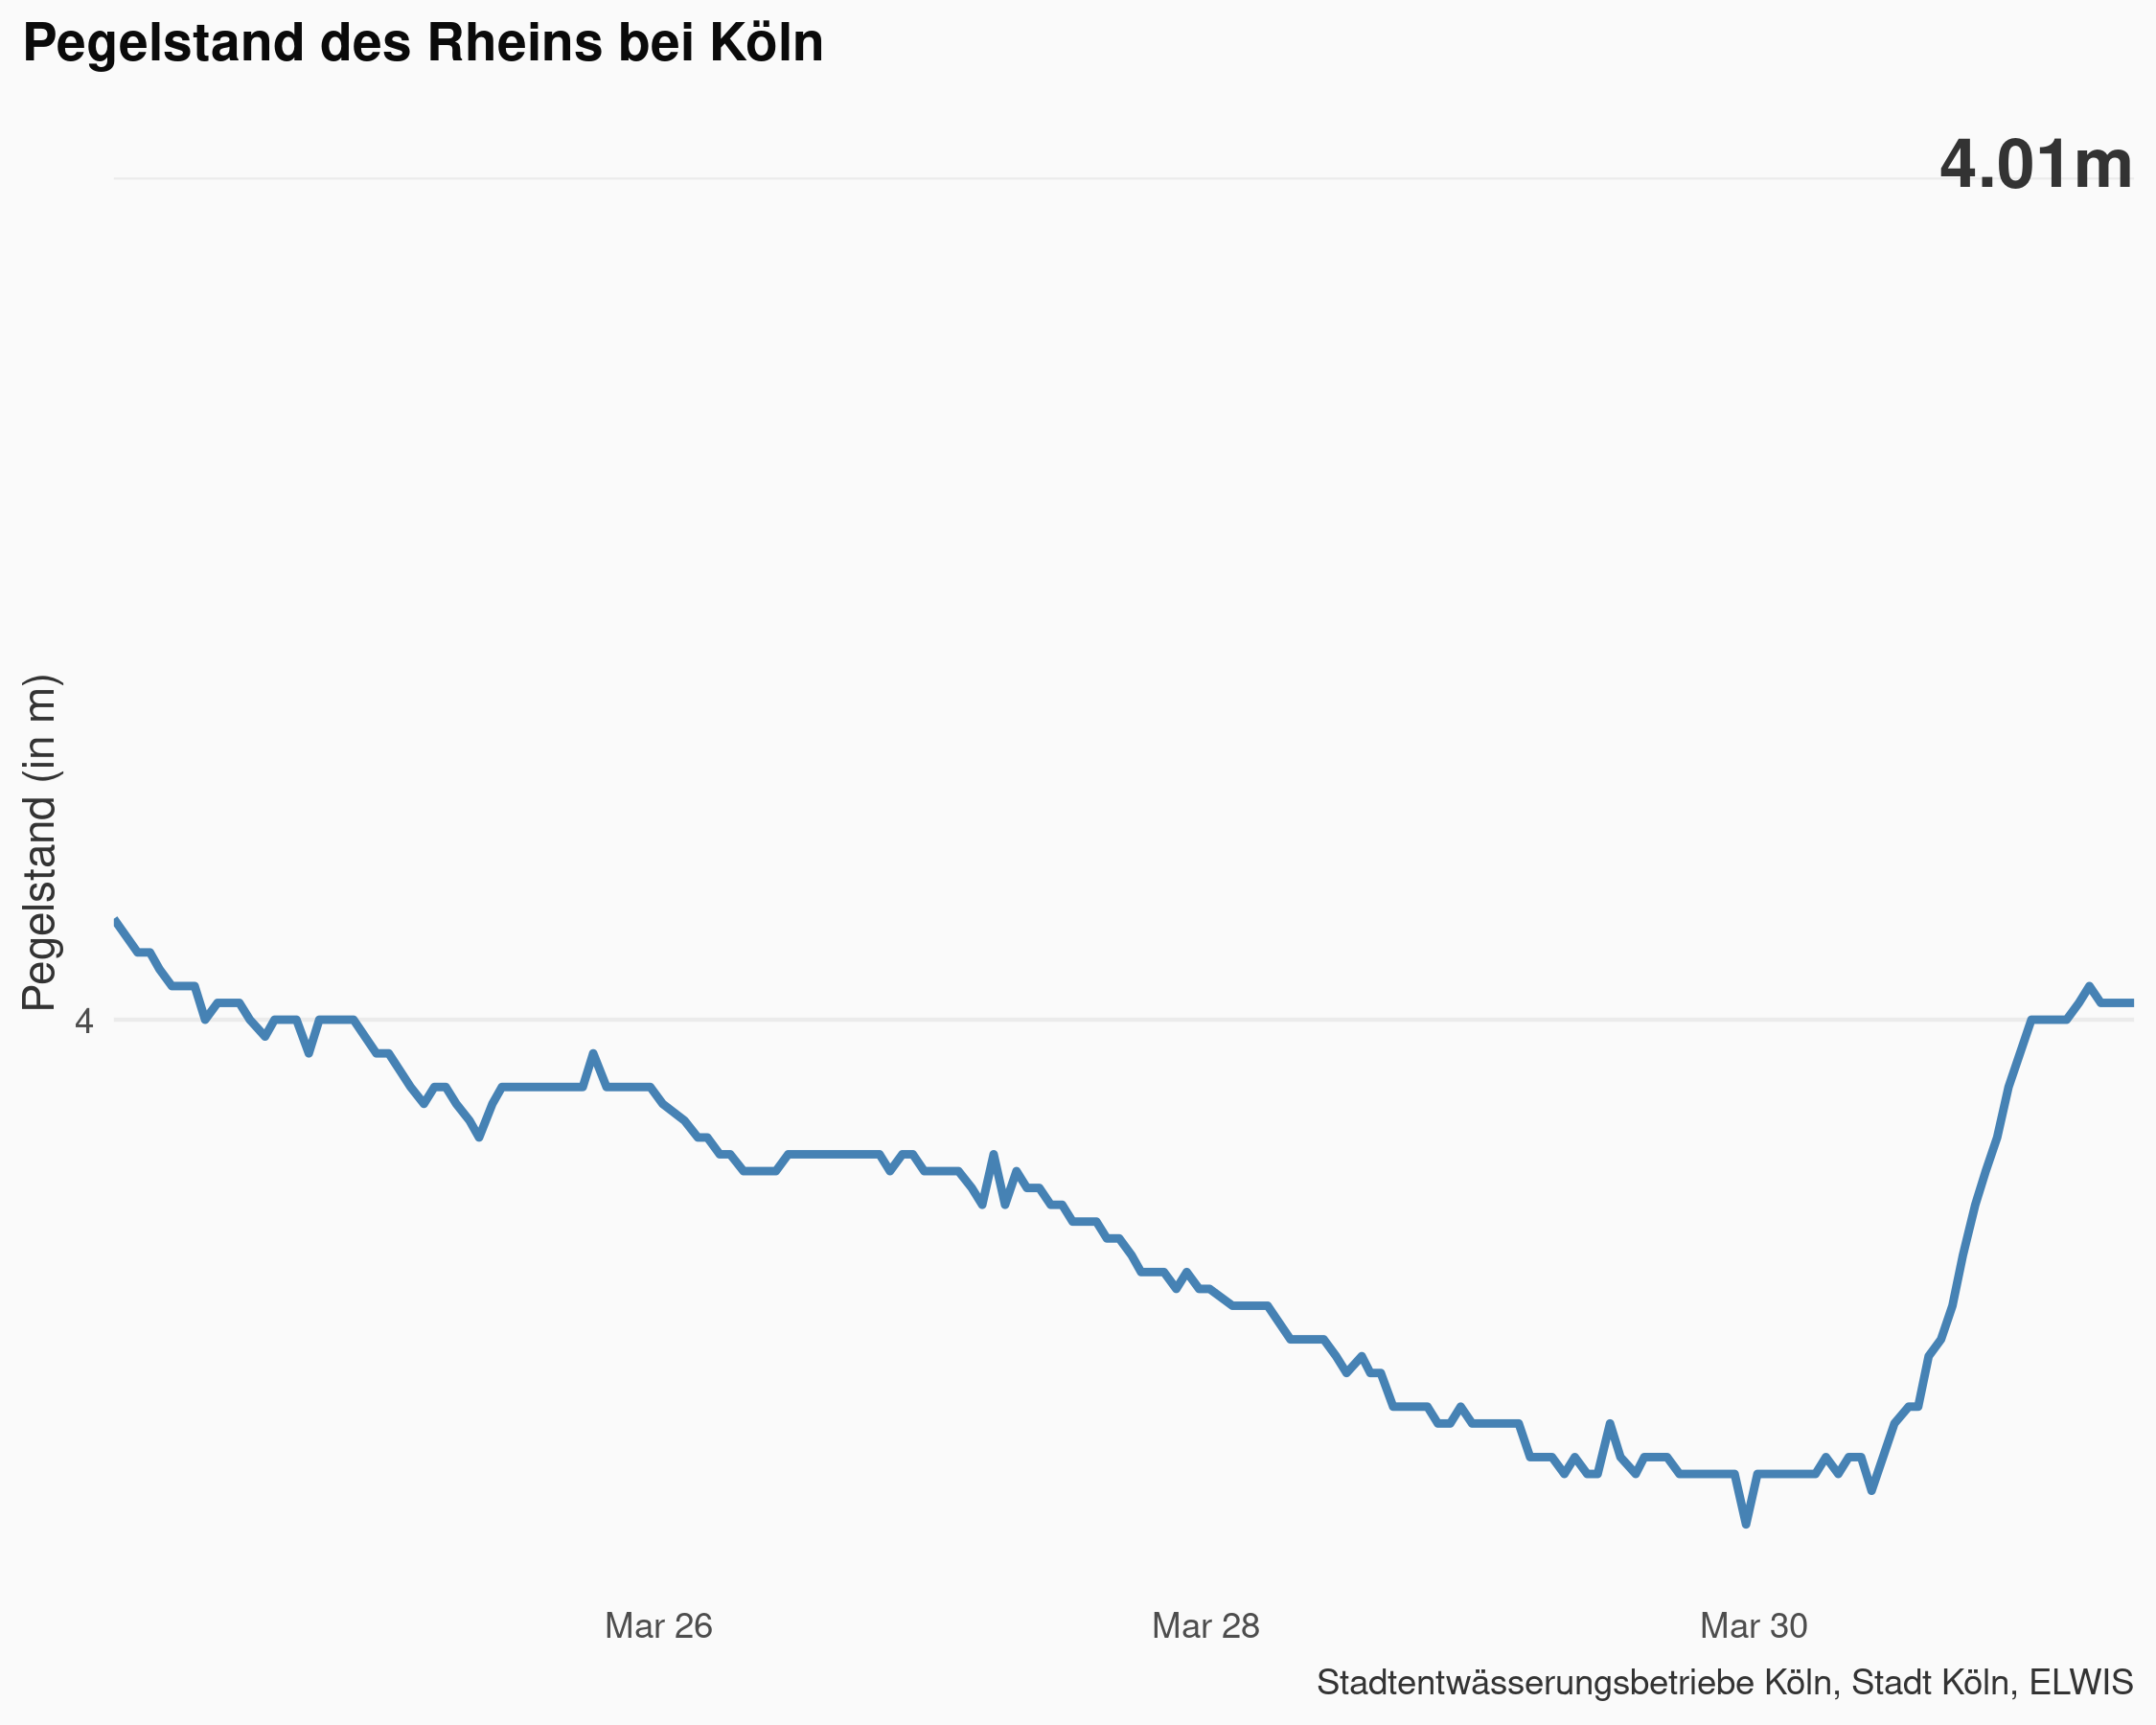 Pegelstand des Rheins bei Köln
4.01m
Pegelstand (in m)
4
Mar 26
Mar 28
Mar 30
Stadtentwässerungsbetriebe Köln, Stadt Köln, ELWIS